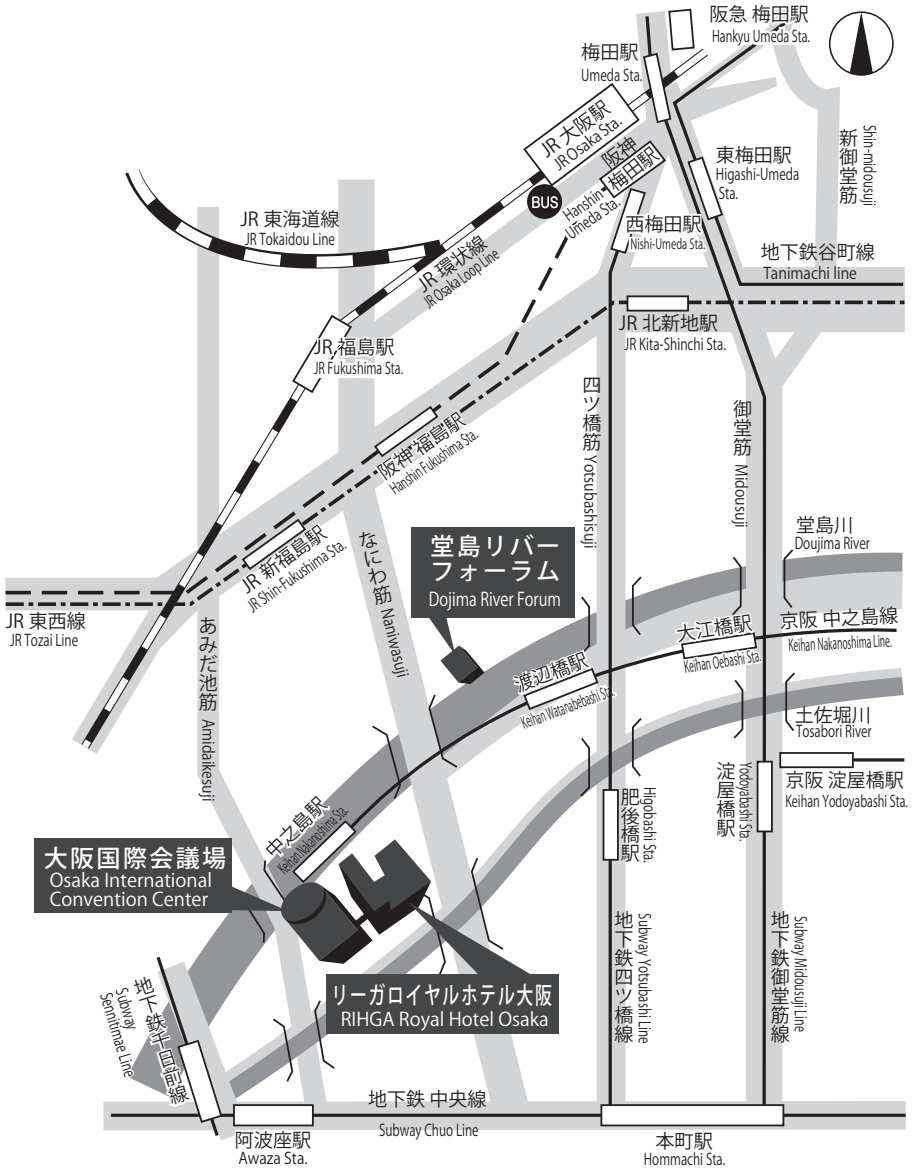 阪急 梅田駅
Hankyu Umeda Sta.
梅田駅
Umeda Sta.
JR 大阪駅
JR Osaka Sta.
阪神
梅田駅
Hanshin
Umeda Sta.
BUS
東梅田駅
Higashi-Umeda
Sta.
新御堂筋
Shin-midousuji
西梅田駅
Nishi-Umeda Sta.
JR 東海道線
JR Tokaidou Line
JR 環状線
JR Osaka Loop Line
地下鉄谷町線
Tanimachi line
JR 北新地駅
JR Kita-Shinchi Sta.
JR 福島駅
JR Fukushima Sta.
四ツ橋筋 Yotsubashisuji
御堂筋 Midousuji
阪神 福島駅
Hanshin Fukushima Sta.
JR 新福島駅
JR Shin-Fukushima Sta.
なにわ筋 Naniwasuji
堂島リバー
フォーラム
Dojima River Forum
堂島川
Doujima River
JR 東西線
JR Tozai Line
あみだ池筋 Amidaikesuji
大江橋駅
Keihan Oebashi Sta.
京阪 中之島線
Keihan Nakanoshima Line.
渡辺橋駅
Keihan Watanabebashi Sta.
土佐堀川
Tosabori River
京阪 淀屋橋駅
Keihan Yodoyabashi Sta.
淀屋橋駅
Yodoyabashi Sta.
肥後橋駅
Higobashi Sta.
中之島駅
Keihan Nakanoshima Sta.
大阪国際会議場
Osaka International
Convention Center
リーガロイヤルホテル大阪
RIHGA Royal Hotel Osaka
地下鉄四ツ橋線
Subway Yotsubashi Line
地下鉄御堂筋線
Subway Midousuji Line
地下鉄千日前線
Subway
Sennitimae Line
地下鉄 中央線
Subway Chuo Line
阿波座駅
Awaza Sta.
本町駅
Hommachi Sta.